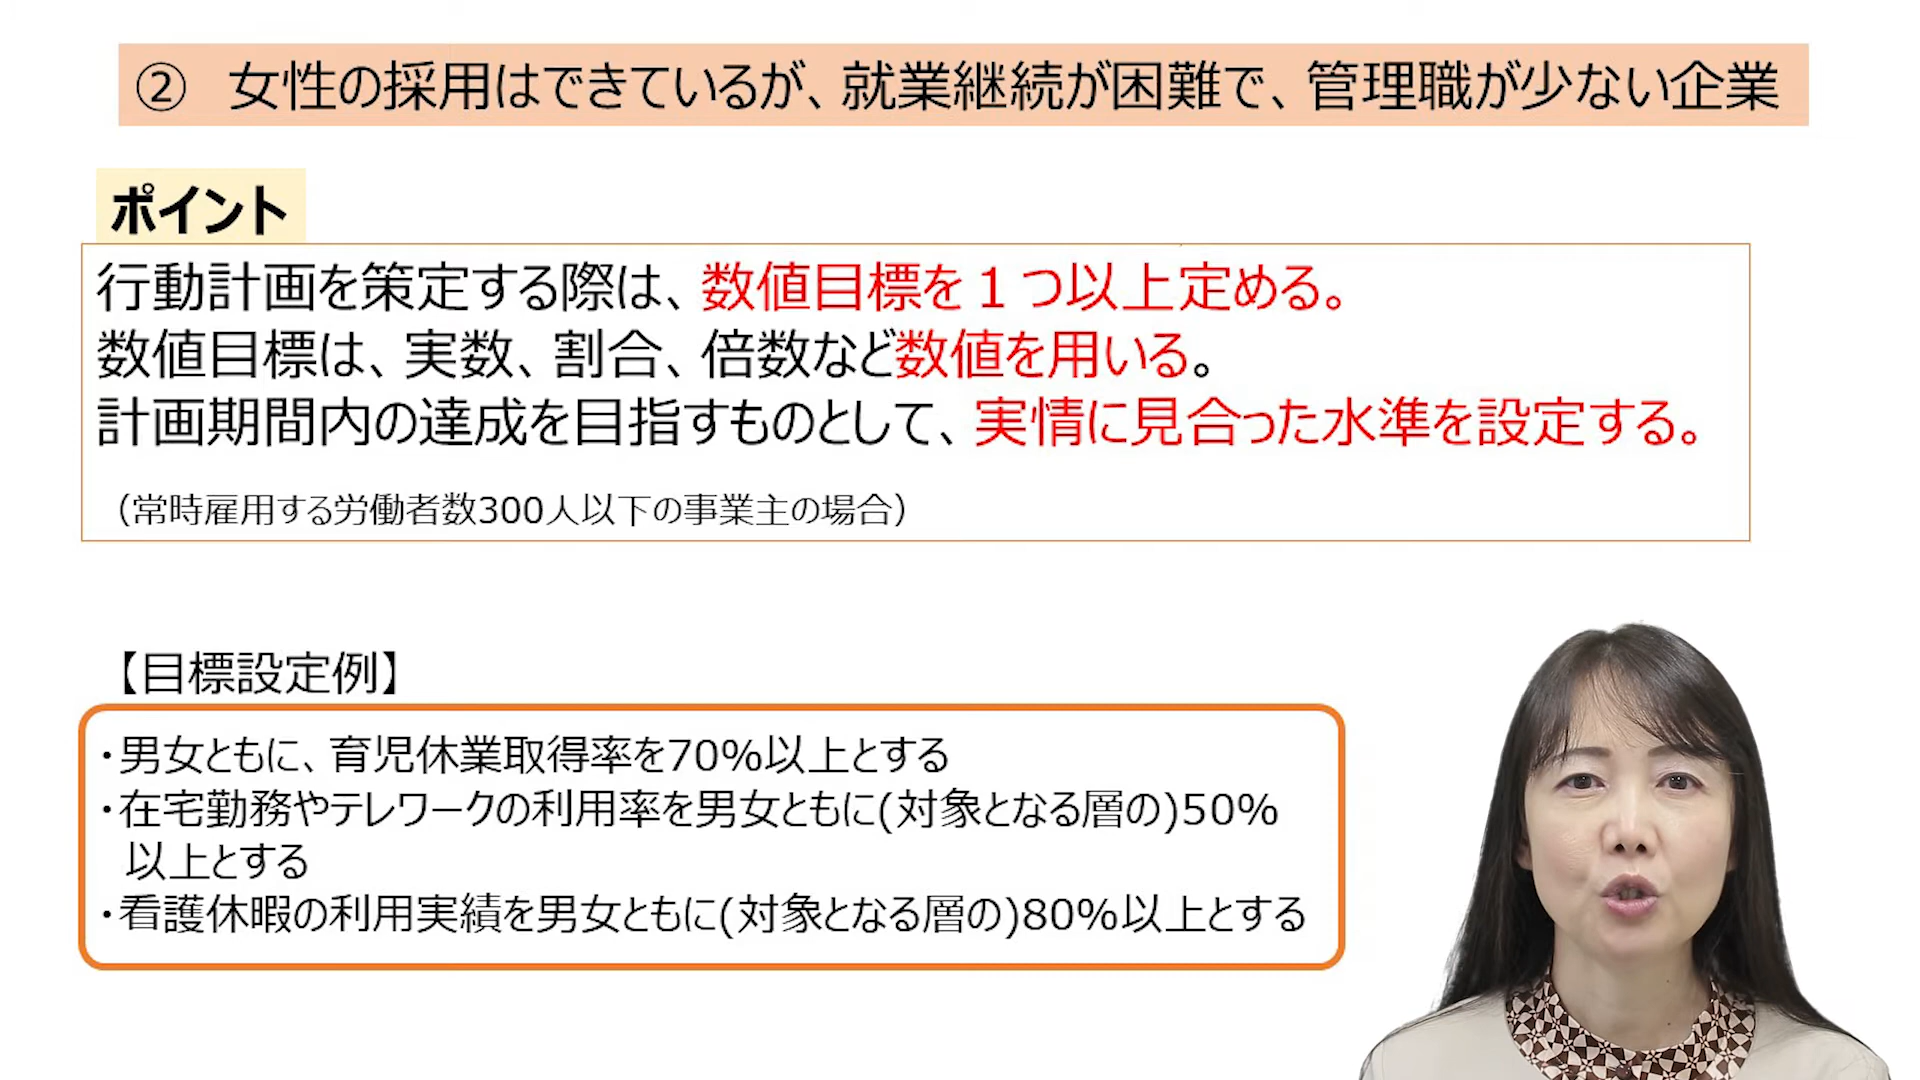 ② 女性の採用はできているが、就業継続が困難で、管理職が少ない企業
ポイント
行動計画を策定する際は、数値目標を１つ以上定める。
数値目標は、実数、割合、倍数など数値を用いる。
計画期間内の達成を目指すものとして、実情に見合った水準を設定する。
（常時雇用する労働者数300人以下の事業主の場合）
【目標設定例】
・男女ともに、育児休業取得率を70%以上とする
・在宅勤務やテレワークの利用率を男女ともに(対象となる層の)50%
以上とする
・看護休暇の利用実績を男女ともに(対象となる層の)80%以上とする